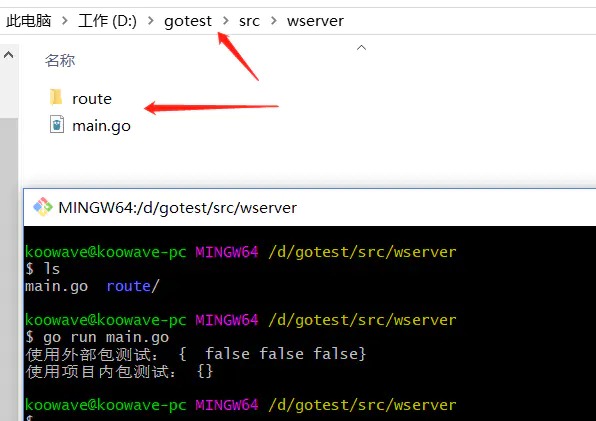 此电脑 > 工作 (D:) > gotest > src > wserver
名称
route
main.go
MINGW64:/d/gotest/src/wserver
koowave@koowave-pc MINGW64 /d/gotest/src/wserver
$ ls
main.go  route/
koowave@koowave-pc MINGW64 /d/gotest/src/wserver
$ go run main.go
使用外部包测试： {  false false false}
使用项目内包测试： {}
koowave@koowave-pc MINGW64 /d/gotest/src/wserver
$